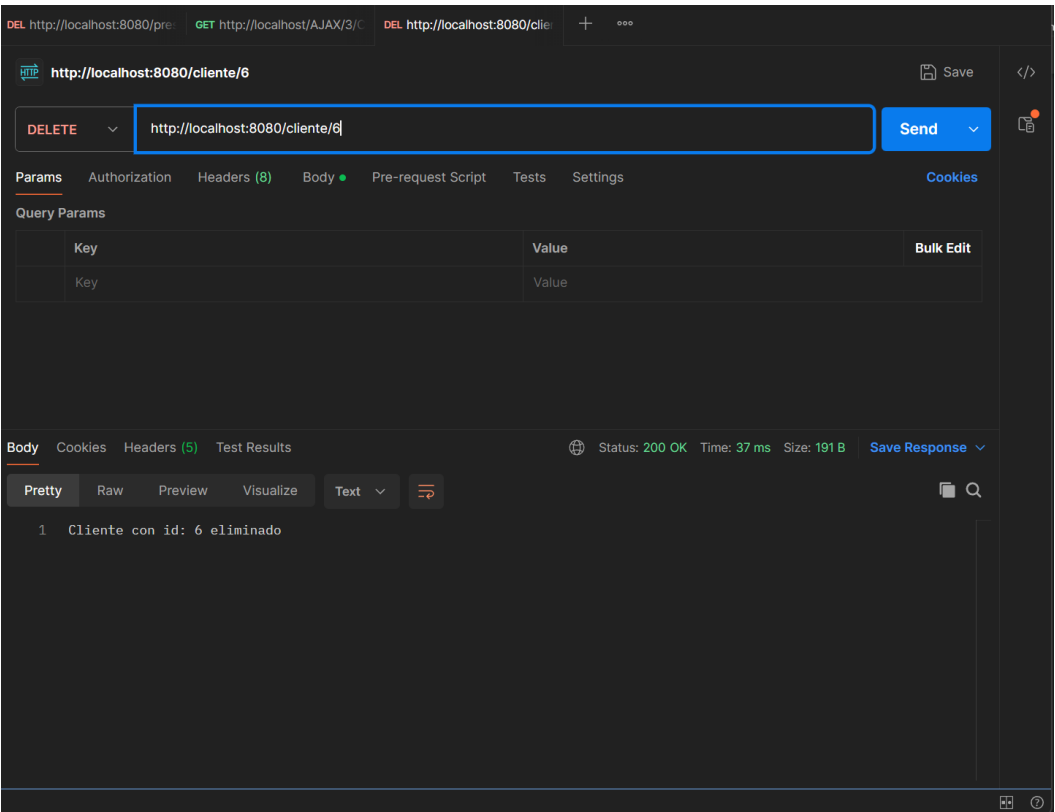 DEL http://localhost:8080/pre GET http://localhost/AJAX/3/C DEL http://localhost:8080/clie
HTTP http://localhost:8080/cliente/6 Save
DELETE http://localhost:8080/cliente/6 Send
Params Authorization Headers (8) Body Pre-request Script Tests Settings Cookies
Query Params
Key Value Bulk Edit
Key Value
Body Cookies Headers (5) Test Results Status: 200 OK Time: 37 ms Size: 191 B Save Response
Pretty Raw Preview Visualize Text
1 Cliente con id: 6 eliminado